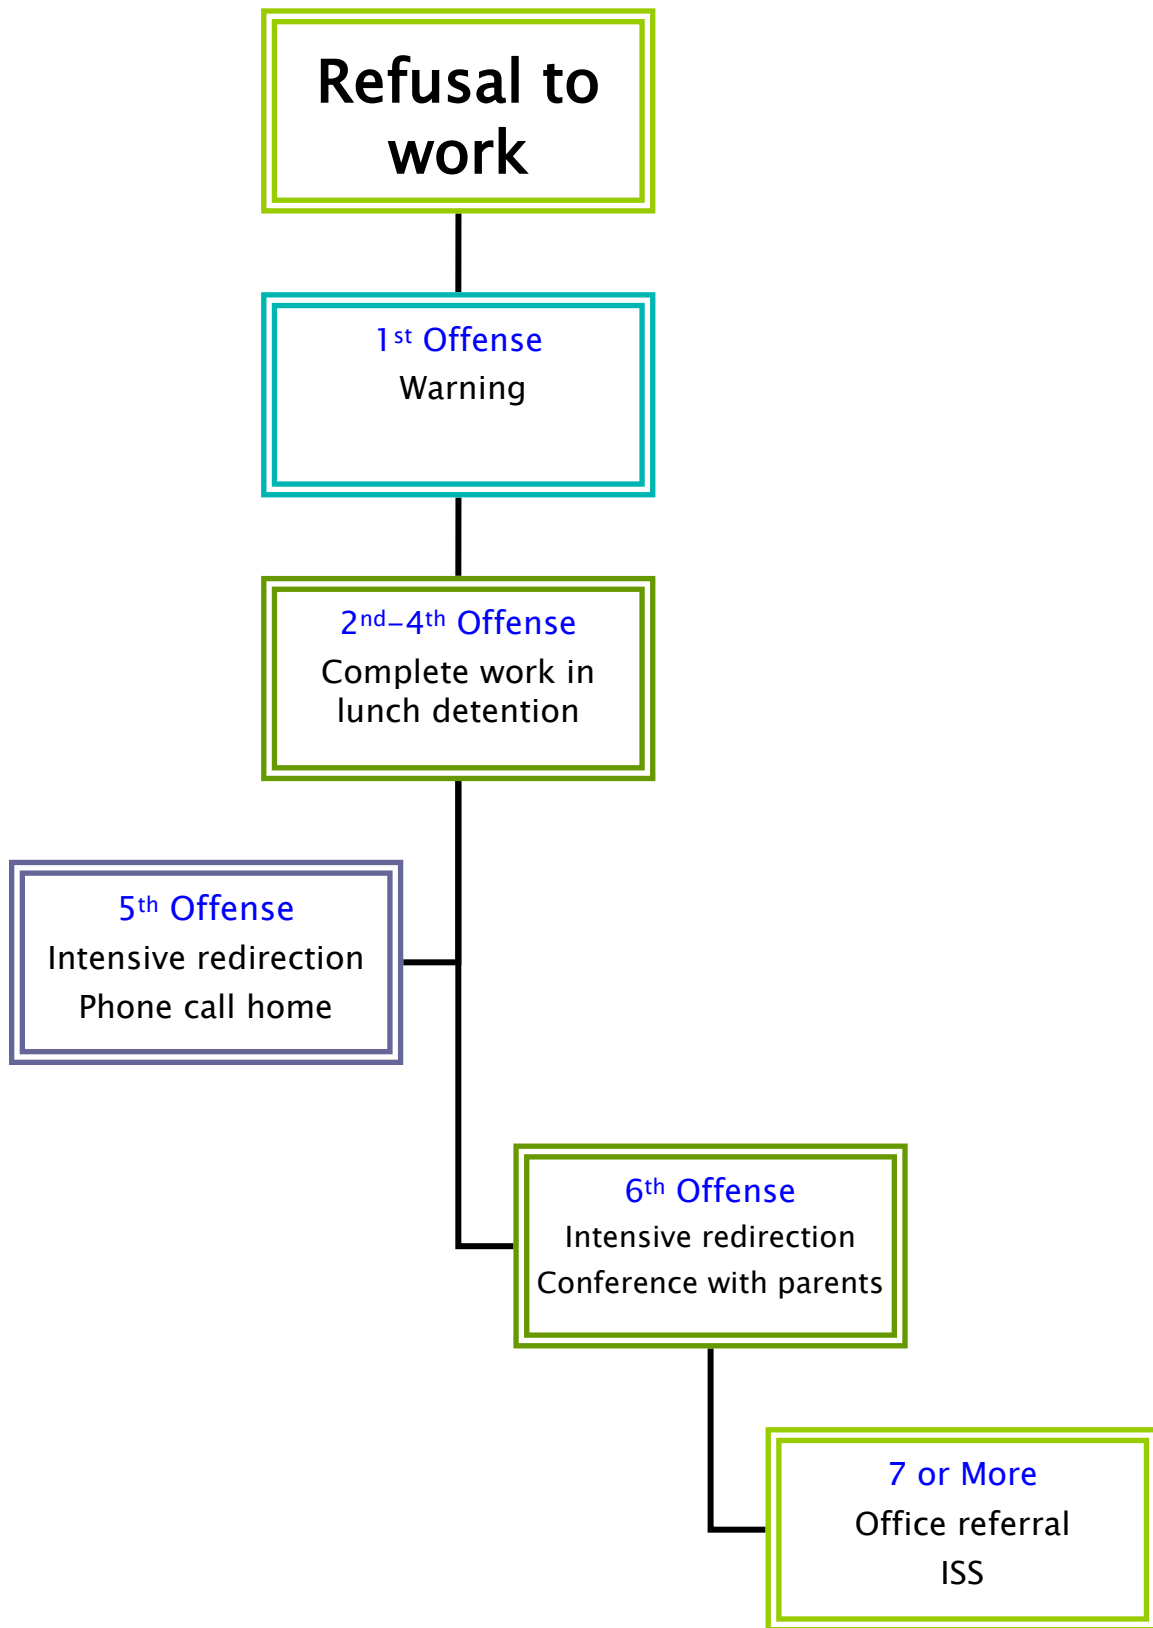 Refusal to
work
1st Offense
Warning
2nd–4th Offense
Complete work in
lunch detention
5th Offense
Intensive redirection
Phone call home
6th Offense
Intensive redirection
Conference with parents
7 or More
Office referral
ISS